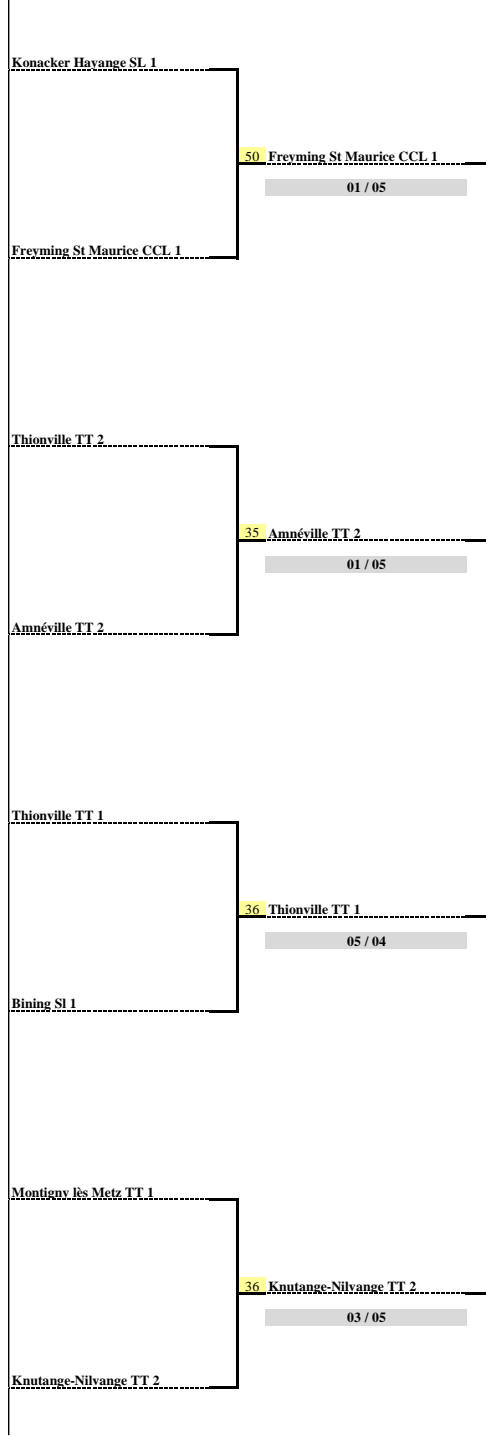 Konacker Hayange SL 1
50 Freyming St Maurice CCL 1
01 / 05
Freyming St Maurice CCL 1
Thionville TT 2
35 Amnéville TT 2
01 / 05
Amnéville TT 2
Thionville TT 1
36 Thionville TT 1
05 / 04
Bining Sl 1
Montigny lès Metz TT 1
36 Knutange-Nilvange TT 2
03 / 05
Knutange-Nilvange TT 2